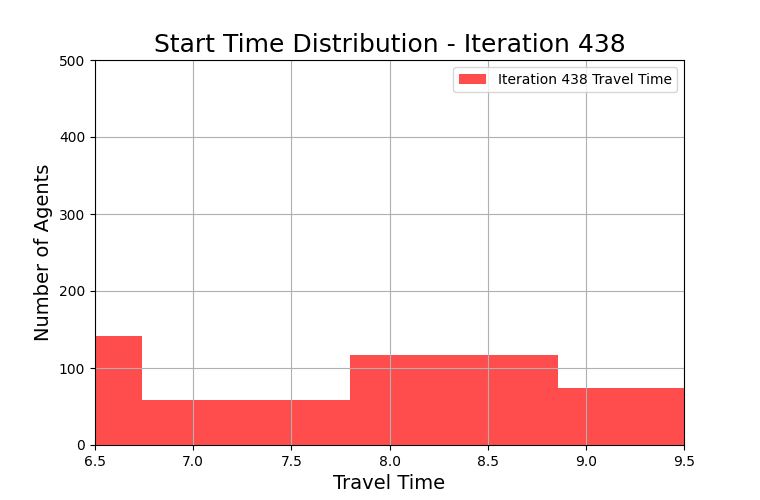 Start Time Distribution - Iteration 438
Iteration 438 Travel Time
Number of Agents
500
400
300
200
100
0
6.5 7.0 7.5 8.0 8.5 9.0 9.5
Travel Time